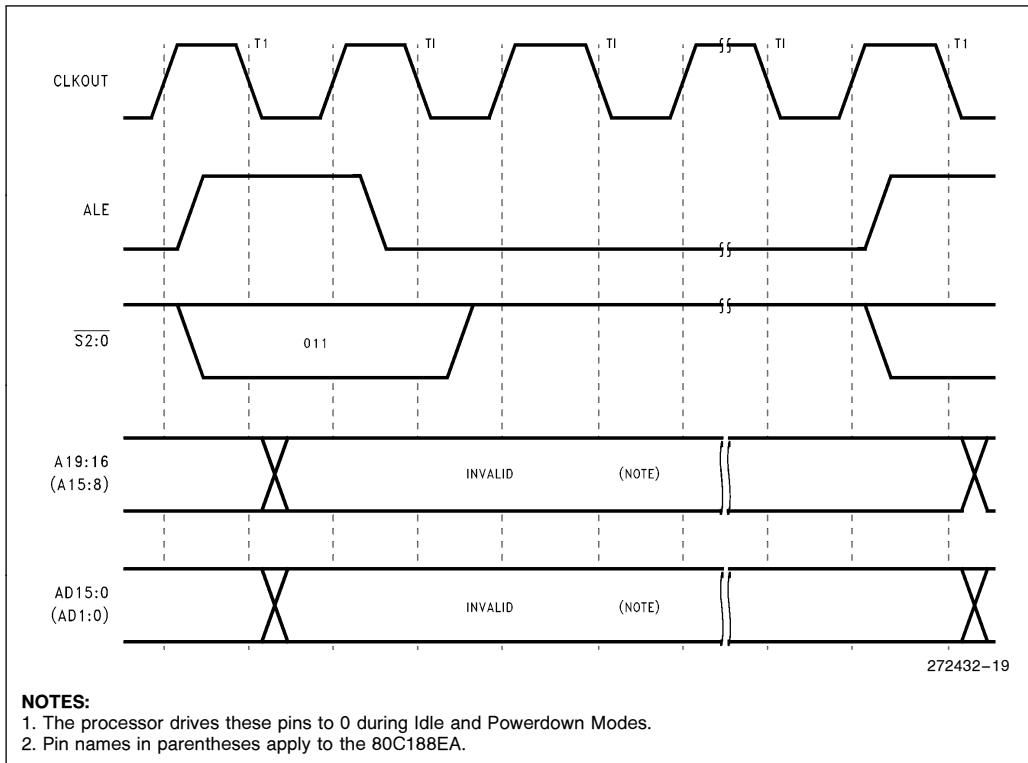 T1 TI TI TI T1
CLKOUT
ALE
S2:0
011
A19:16
(A15:8)
INVALID (NOTE)
AD15:0
(AD1:0)
INVALID (NOTE)
272432–19
NOTES:
1. The processor drives these pins to 0 during Idle and Powerdown Modes.
2. Pin names in parentheses apply to the 80C188EA.